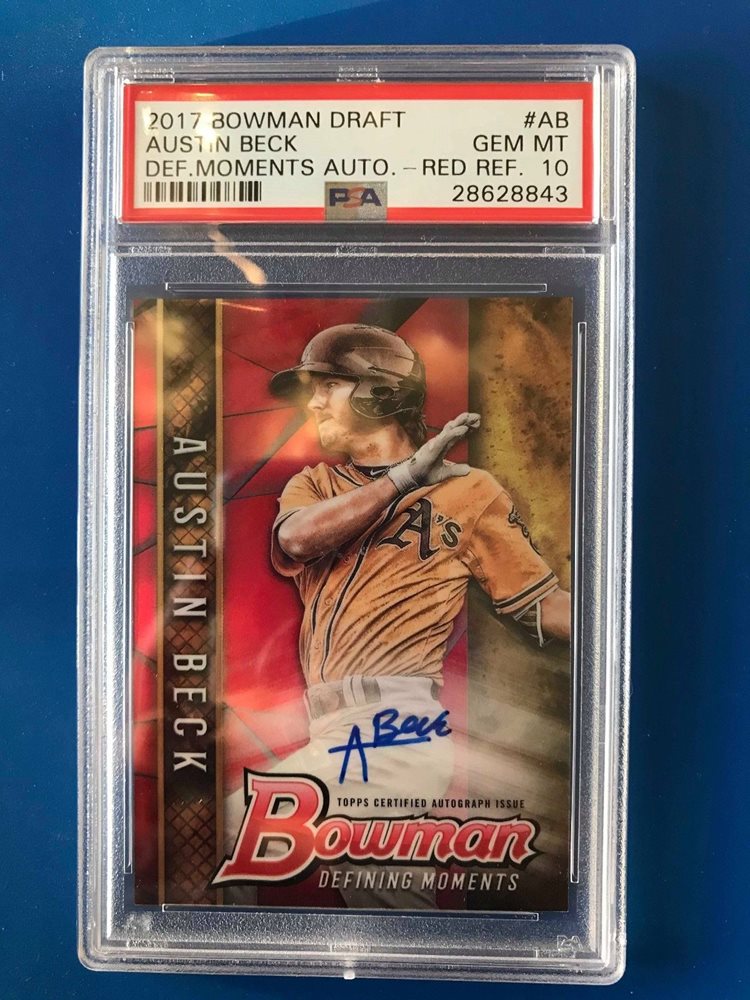 2017 BOWMAN DRAFT #AB
AUSTIN BECK GEM MT
DEF.MOMENTS AUTO.-RED REF. 10
PSA 28628843
AUSTIN BECK
A's
A Beck
TOPPS CERTIFIED AUTOGRAPH ISSUE
Bowman
DEFINING MOMENTS